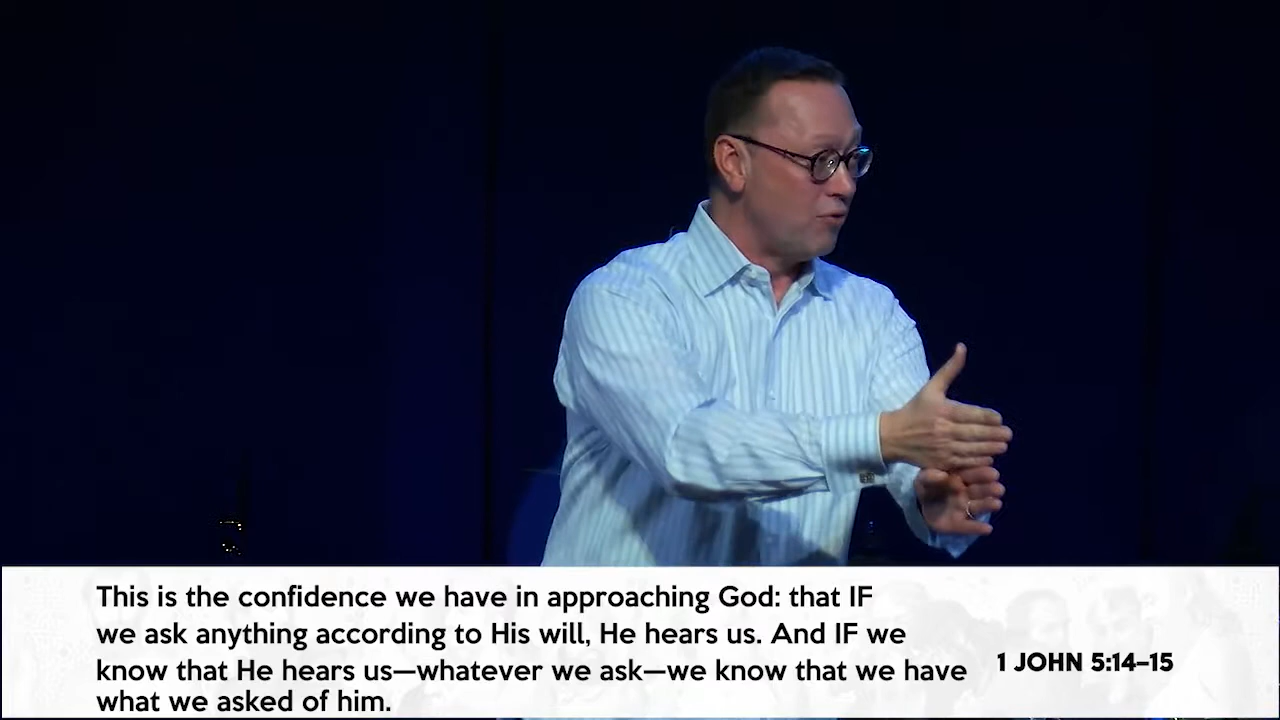 This is the confidence we have in approaching God: that IF
we ask anything according to His will, He hears us. And IF we
know that He hears us—whatever we ask—we know that we have
what we asked of him.
1 JOHN 5:14–15